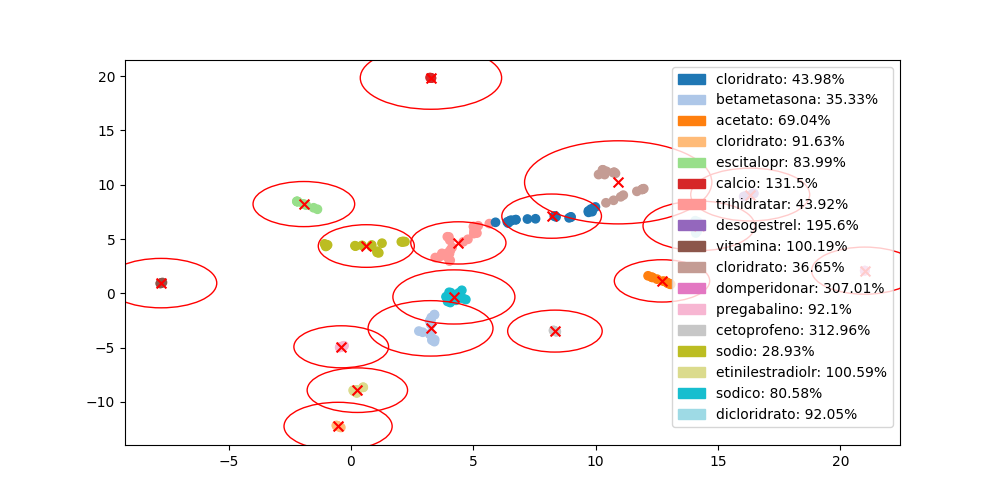 20
15
10
5
0
−5
−10
−5
0
5
10
15
20
cloridrato: 43.98%
betametasona: 35.33%
acetato: 69.04%
cloridrato: 91.63%
escitalopr: 83.99%
calcio: 131.5%
trihidratar: 43.92%
desogestrel: 195.6%
vitamina: 100.19%
cloridrato: 36.65%
domperidonar: 307.01%
pregabalino: 92.1%
cetoprofeno: 312.96%
sodio: 28.93%
etinilestradiolr: 100.59%
sodico: 80.58%
dicloridrato: 92.05%